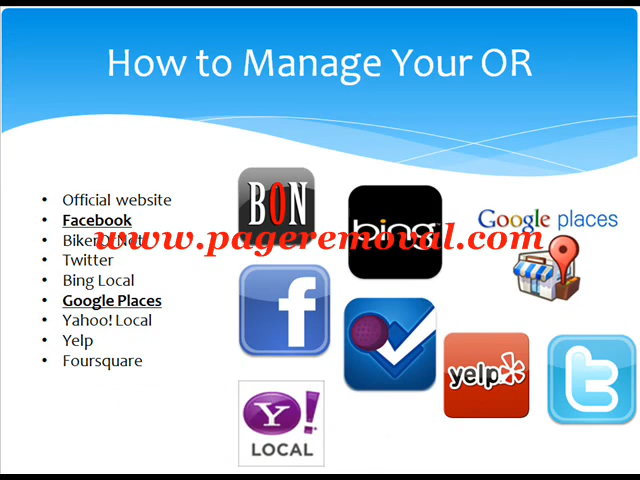 How to Manage Your OR
• Official website
• Facebook
• BikerOrNot
• Twitter
• Bing Local
• Google Places
• Yahoo! Local
• Yelp
• Foursquare
www.pageremoval.com
BON
bing
Google places
f
yelp
t
Y!
LOCAL